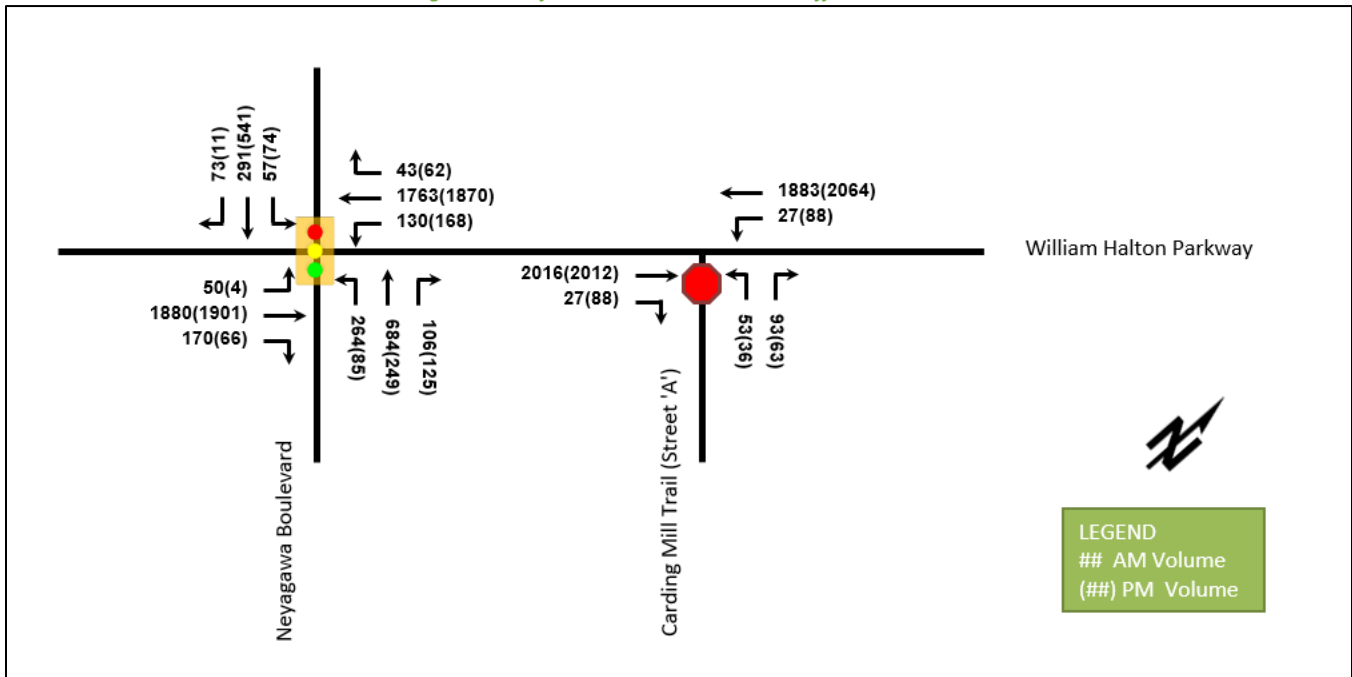 73(11)
291(541)
57(74)
43(62)
1763(1870)
130(168)
50(4)
1880(1901)
170(66)
264(85)
684(249)
106(125)
1883(2064)
27(88)
2016(2012)
27(88)
53(36)
93(63)
William Halton Parkway
Neyagawa Boulevard
Carding Mill Trail (Street 'A')
N
LEGEND
## AM Volume
(##) PM Volume